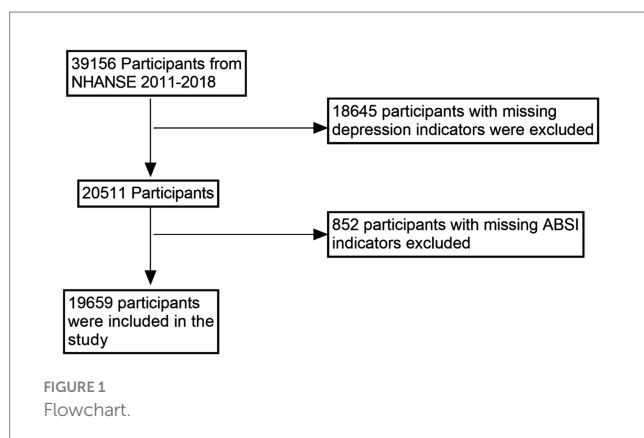 39156 Participants from
NHANSE 2011-2018
18645 participants with missing
depression indicators were excluded
20511 Participants
852 participants with missing ABSI
indicators excluded
19659 participants
were included in the
study
FIGURE 1
Flowchart.